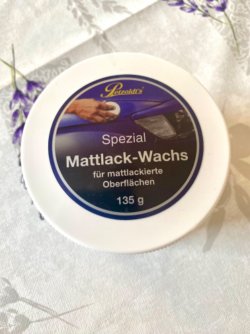 Petzoldt's
Spezial
Mattlack-Wachs
für mattlackierte
Oberflächen
135 g